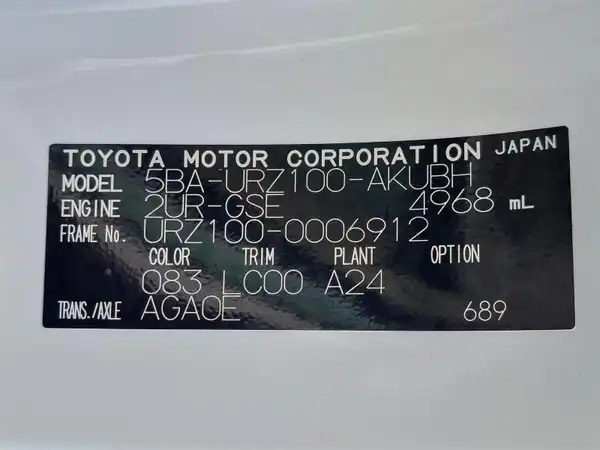 TOYOTA MOTOR CORPORATION JAPAN
MODEL 5BA-URZ100-AKUBH
ENGINE 2UR-GSE 4968 mL
FRAME No. URZ100-0006912
COLOR TRIM PLANT OPTION
083 LC00 A24
TRANS./AXLE AGA0E 689